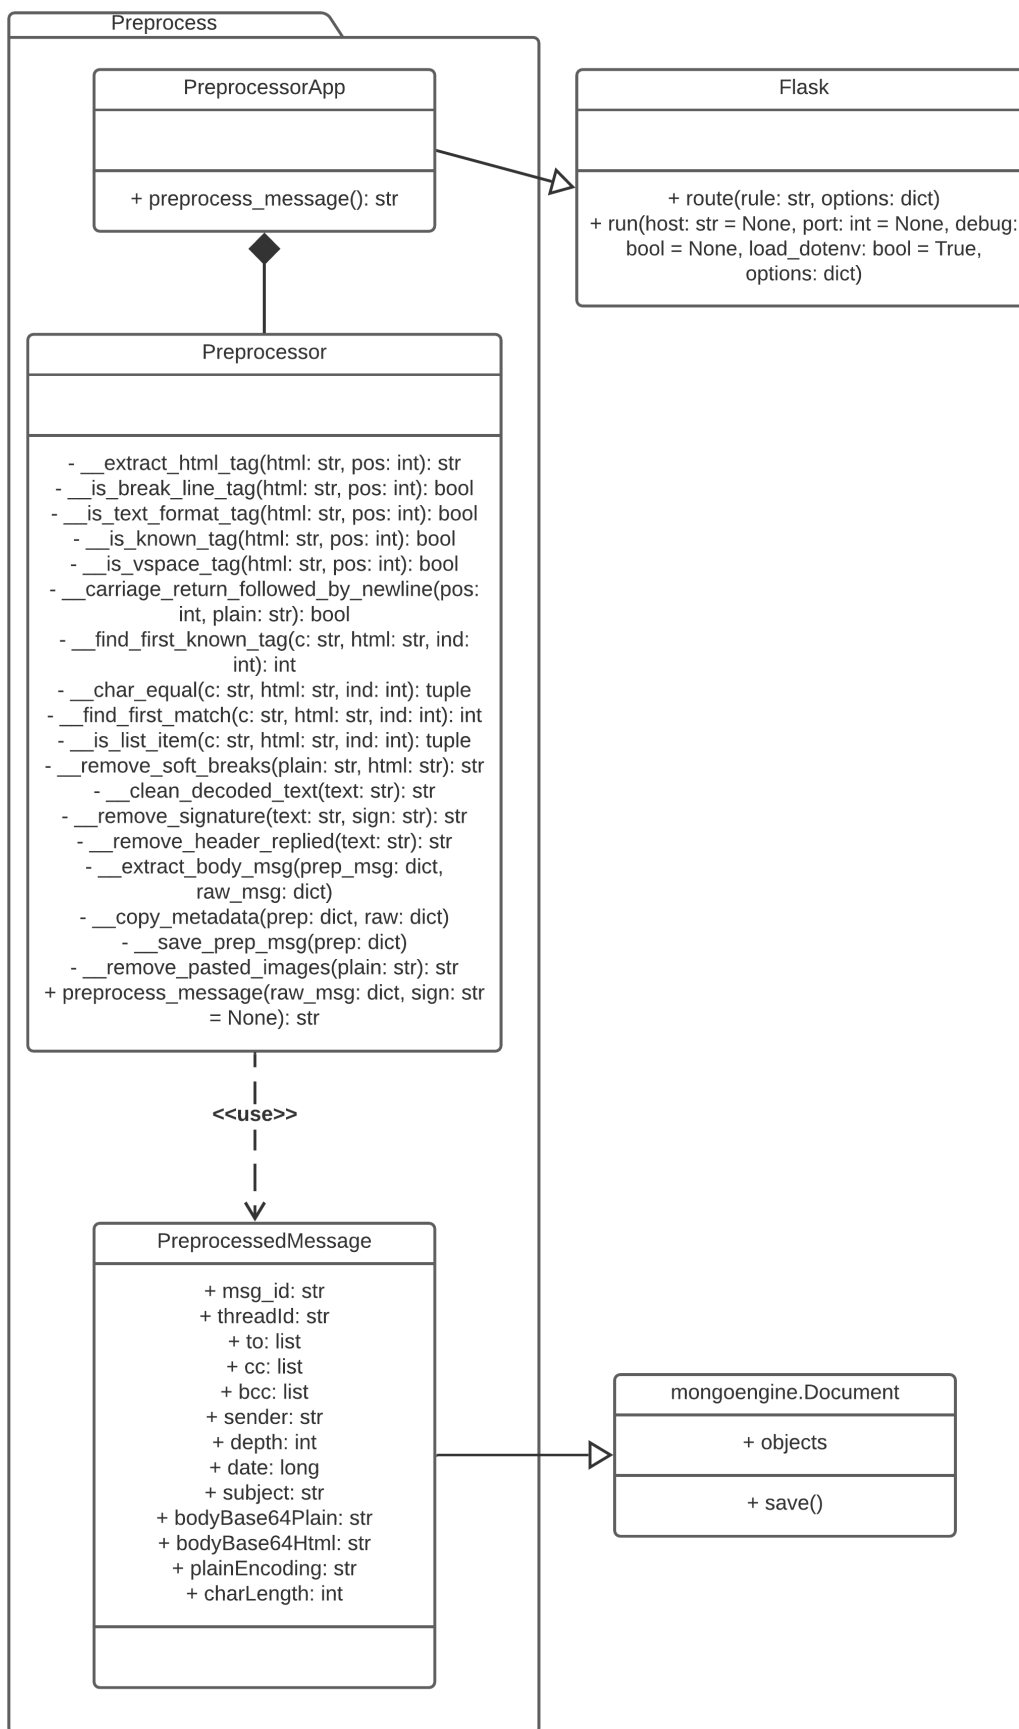 Preprocess
PreprocessorApp
+ preprocess_message(): str
Flask
+ route(rule: str, options: dict)
+ run(host: str = None, port: int = None, debug:
bool = None, load_dotenv: bool = True,
options: dict)
Preprocessor
- __extract_html_tag(html: str, pos: int): str
- __is_break_line_tag(html: str, pos: int): bool
- __is_text_format_tag(html: str, pos: int): bool
- __is_known_tag(html: str, pos: int): bool
- __is_vspace_tag(html: str, pos: int): bool
- __carriage_return_followed_by_newline(pos:
int, plain: str): bool
- __find_first_known_tag(c: str, html: str, ind:
int): int
- __char_equal(c: str, html: str, ind: int): tuple
- __find_first_match(c: str, html: str, ind: int): int
- __is_list_item(c: str, html: str, ind: int): tuple
- __remove_soft_breaks(plain: str, html: str): str
- __clean_decoded_text(text: str): str
- __remove_signature(text: str, sign: str): str
- __remove_header_replied(text: str): str
- __extract_body_msg(prep_msg: dict,
raw_msg: dict)
- __copy_metadata(prep: dict, raw: dict)
- __save_prep_msg(prep: dict)
- __remove_pasted_images(plain: str): str
+ preprocess_message(raw_msg: dict, sign: str
= None): str
<<use>>
PreprocessedMessage
+ msg_id: str
+ threadId: str
+ to: list
+ cc: list
+ bcc: list
+ sender: str
+ depth: int
+ date: long
+ subject: str
+ bodyBase64Plain: str
+ bodyBase64Html: str
+ plainEncoding: str
+ charLength: int
mongoengine.Document
+ objects
+ save()